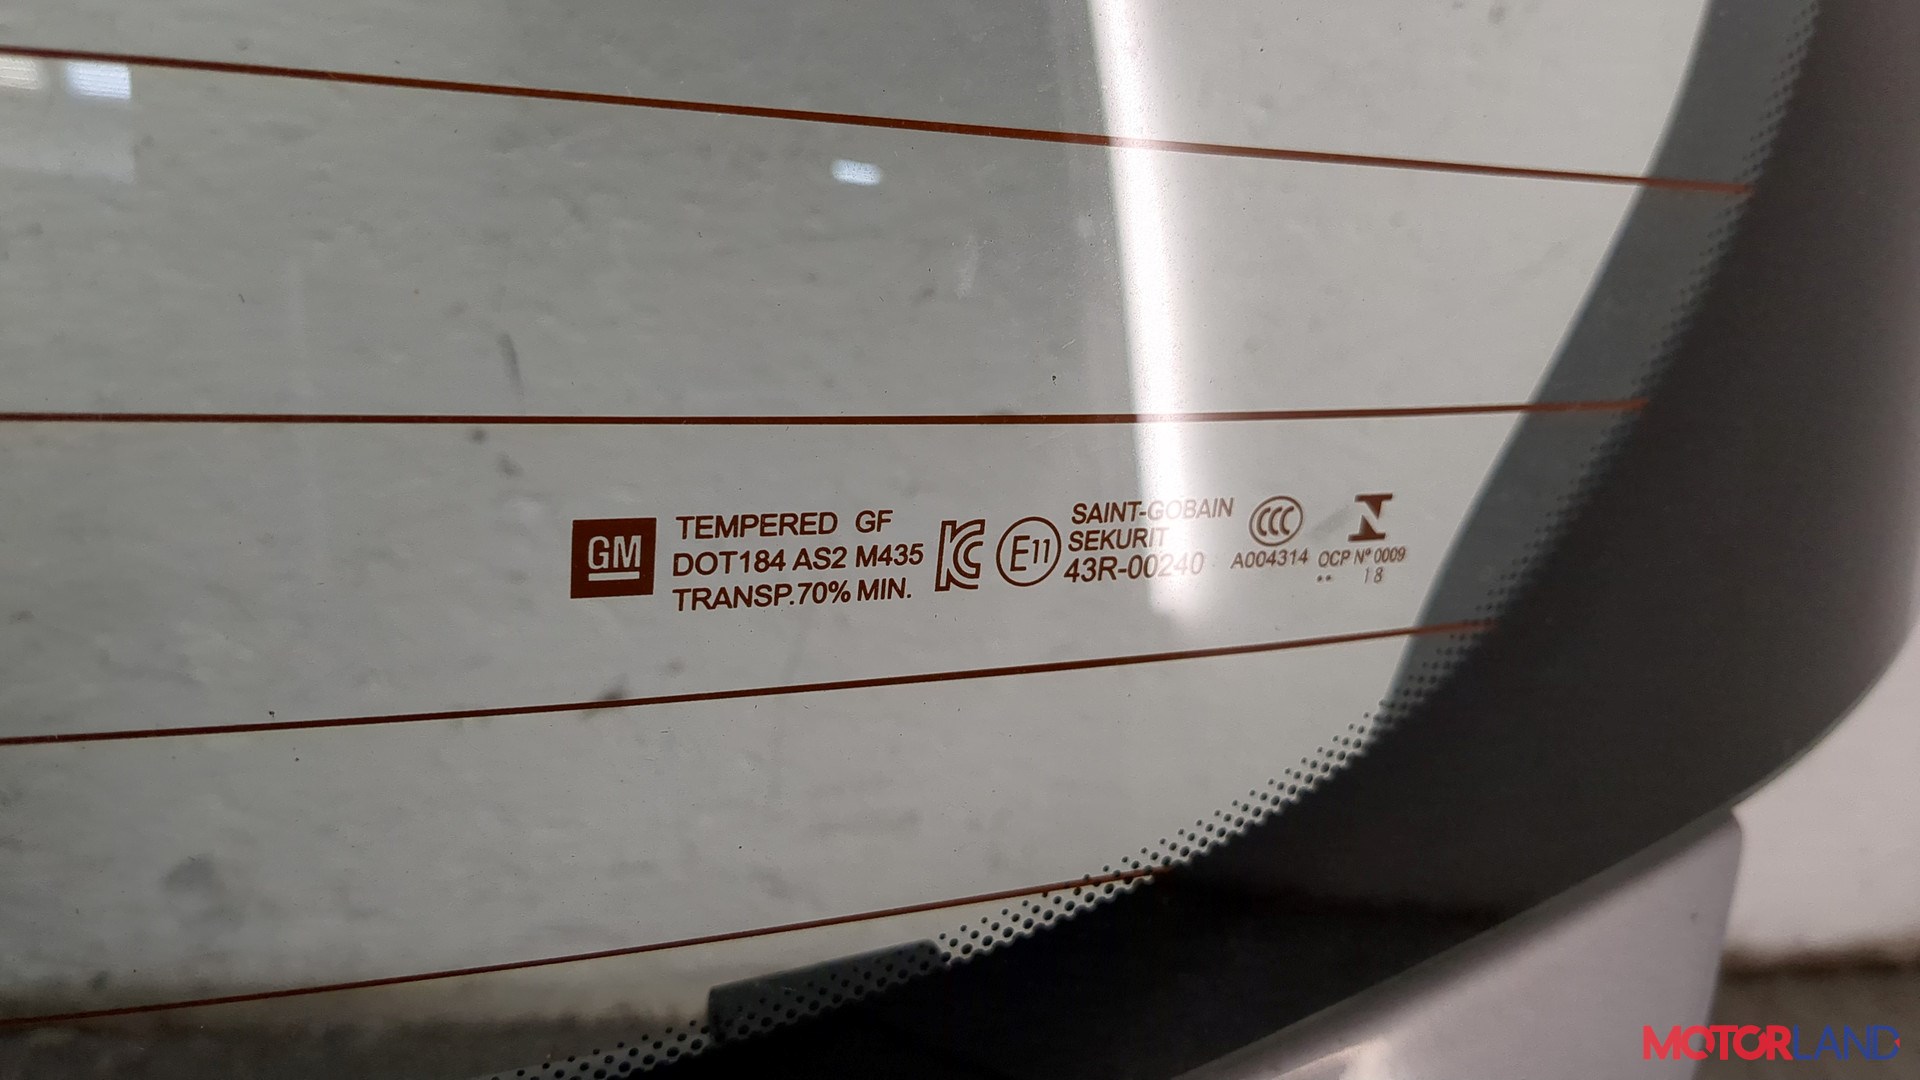 GM
TEMPERED GF
DOT184 AS2 M435
TRANSP.70% MIN.
KC
E11
SAINT-GOBAIN
SEKURIT
43R-00240
CCC
A004314
N
OCP Nº 0009
•• 18
MOTORLAND